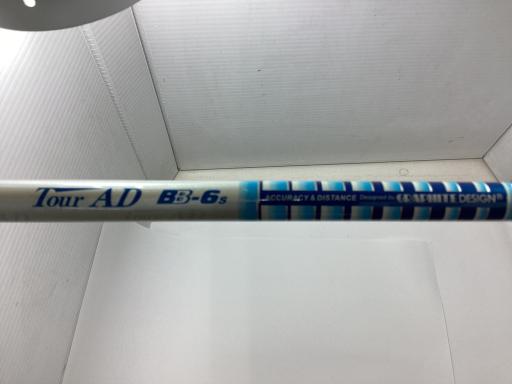 Tour AD BB-6s ACCURACY & DISTANCE Designed by GRAPHITE DESIGN